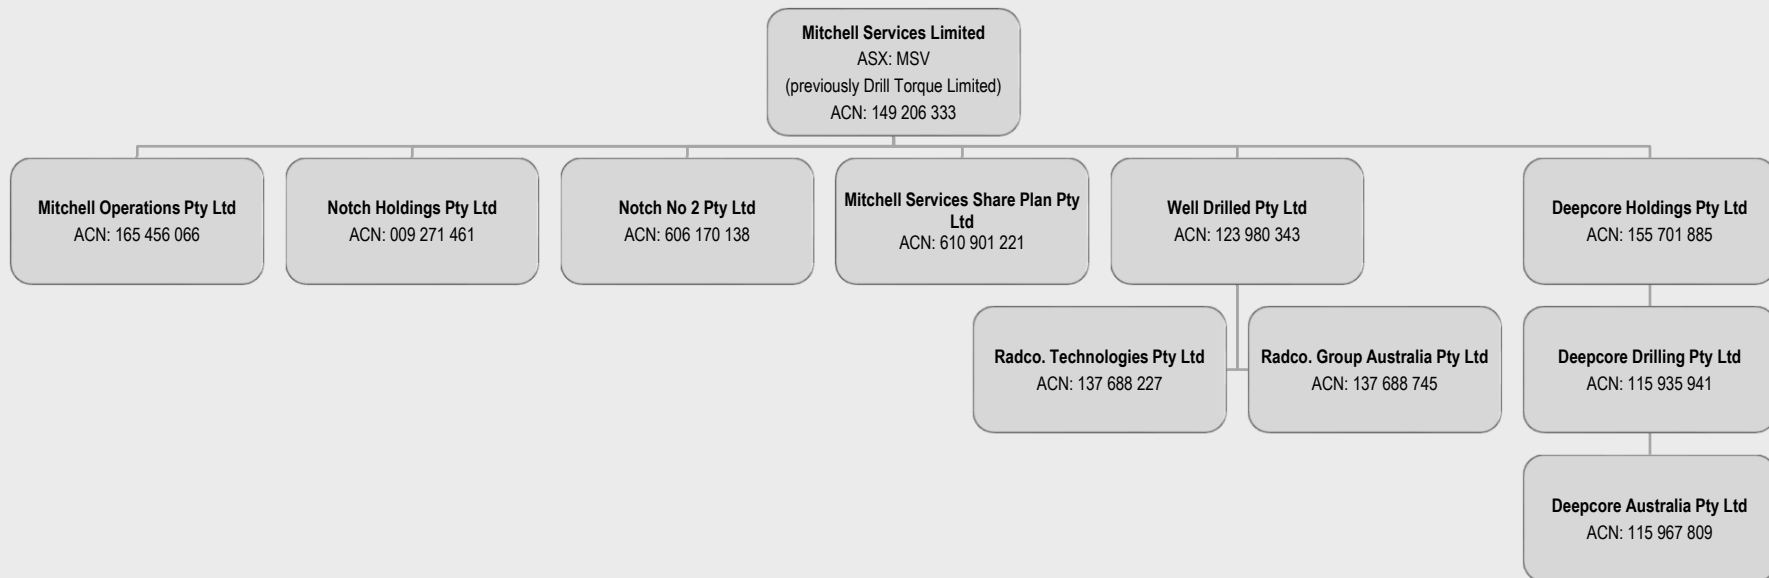 Mitchell Services Limited
ASX: MSV
(previously Drill Torque Limited)
ACN: 149 206 333
Mitchell Operations Pty Ltd
ACN: 165 456 066
Notch Holdings Pty Ltd
ACN: 009 271 461
Notch No 2 Pty Ltd
ACN: 606 170 138
Mitchell Services Share Plan Pty
Ltd
ACN: 610 901 221
Well Drilled Pty Ltd
ACN: 123 980 343
Deepcore Holdings Pty Ltd
ACN: 155 701 885
Radco. Technologies Pty Ltd
ACN: 137 688 227
Radco. Group Australia Pty Ltd
ACN: 137 688 745
Deepcore Drilling Pty Ltd
ACN: 115 935 941
Deepcore Australia Pty Ltd
ACN: 115 967 809